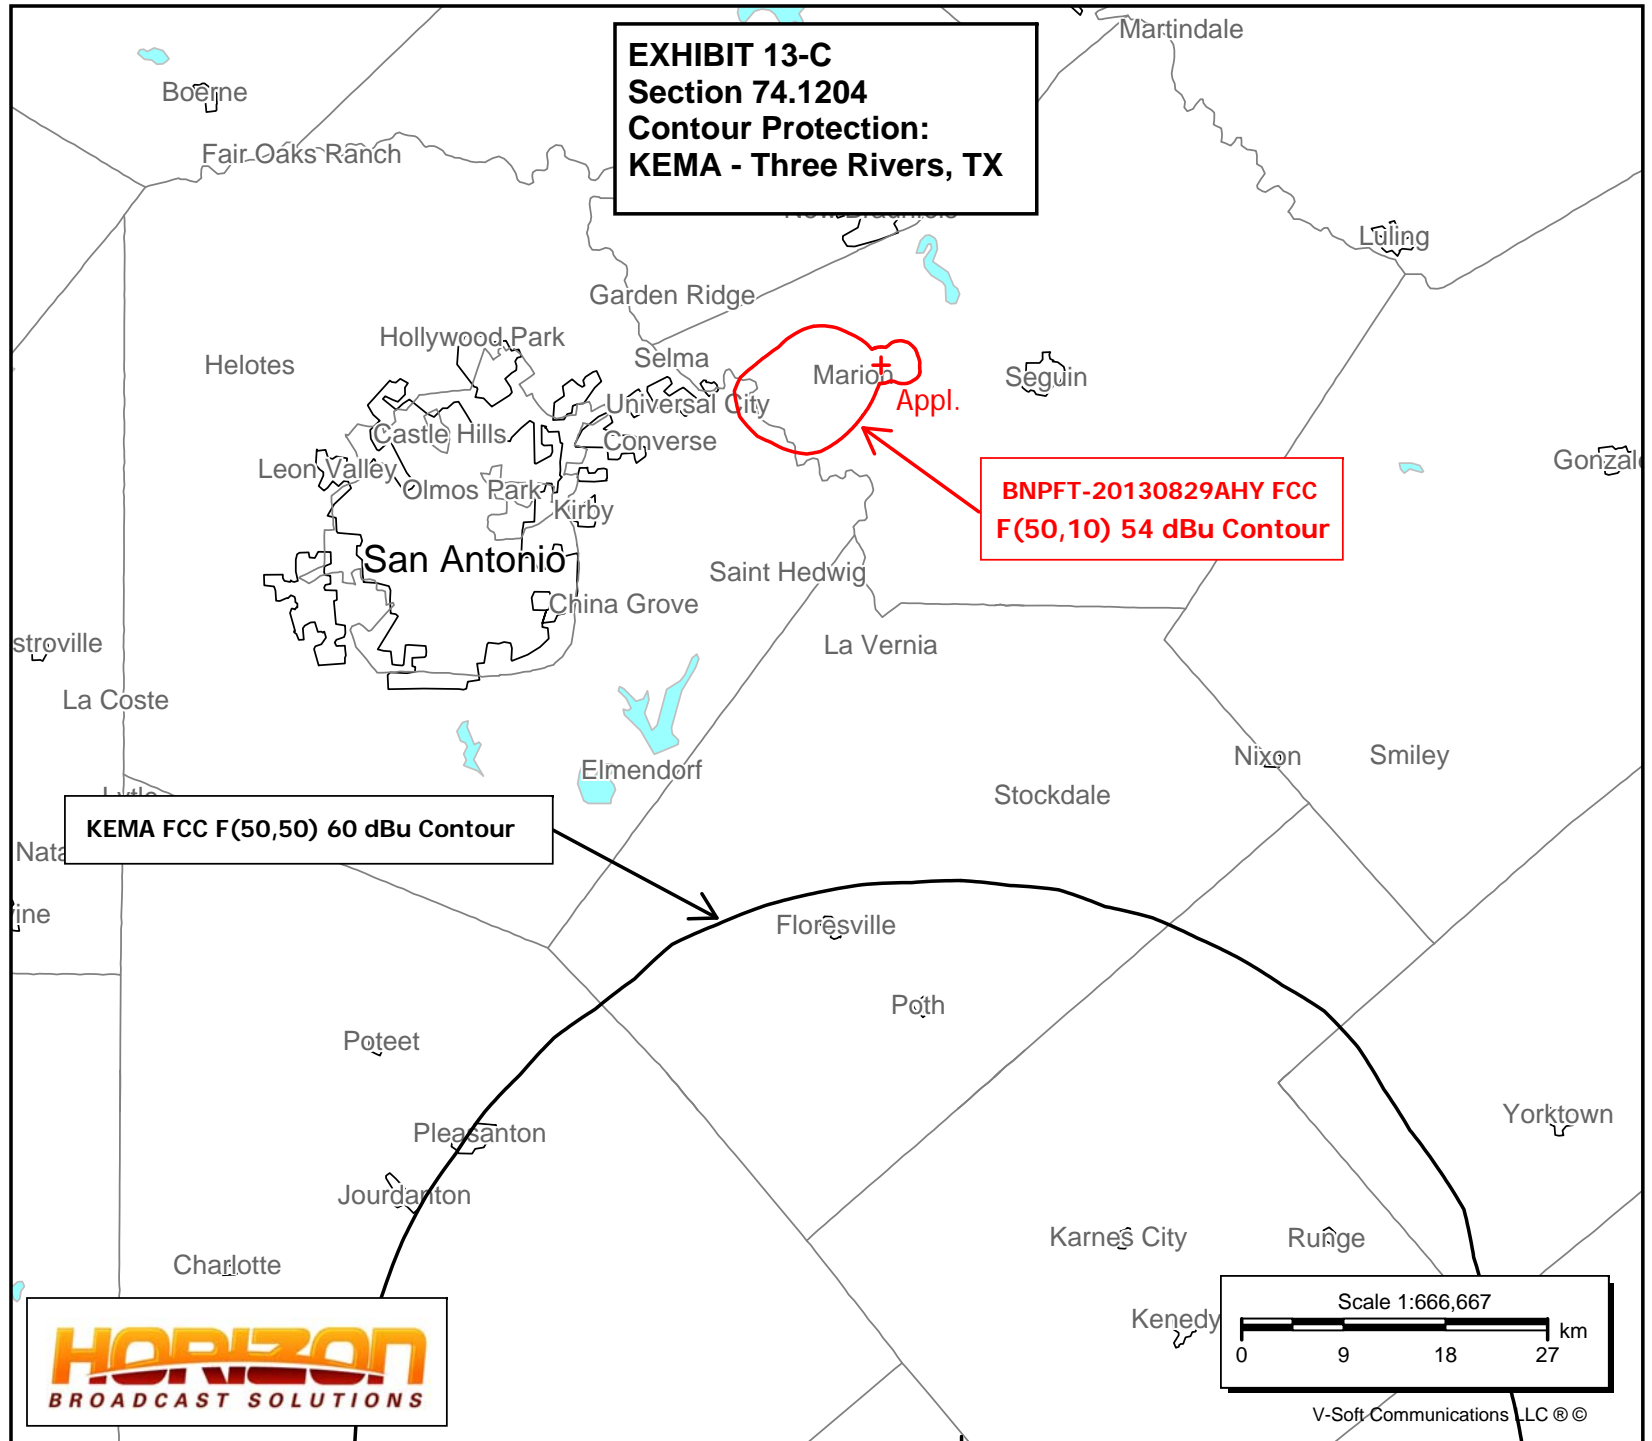 EXHIBIT 13-C
Section 74.1204
Contour Protection:
KEMA - Three Rivers, TX
Martindale
Boerne
Fair Oaks Ranch
Luling
Garden Ridge
Hollywood Park
Helotes
Selma
Marion
Seguin
Appl.
Universal City
Castle Hills
Converse
Leon Valley
Olmos Park
Kirby
Gonzale
BNPFT-20130829AHY FCC
F(50,10) 54 dBu Contour
San Antonio
Saint Hedwig
China Grove
La Vernia
stroville
La Coste
Nixon
Smiley
Elmendorf
Stockdale
KEMA FCC F(50,50) 60 dBu Contour
Nata
ine
Floresville
Poth
Poteet
Yorktown
Pleasanton
Jourdanton
Karnes City
Runge
Charlotte
Kenedy
Scale 1:666,667
km
0 9 18 27
HORIZON
BROADCAST SOLUTIONS
V-Soft Communications LLC ® ©